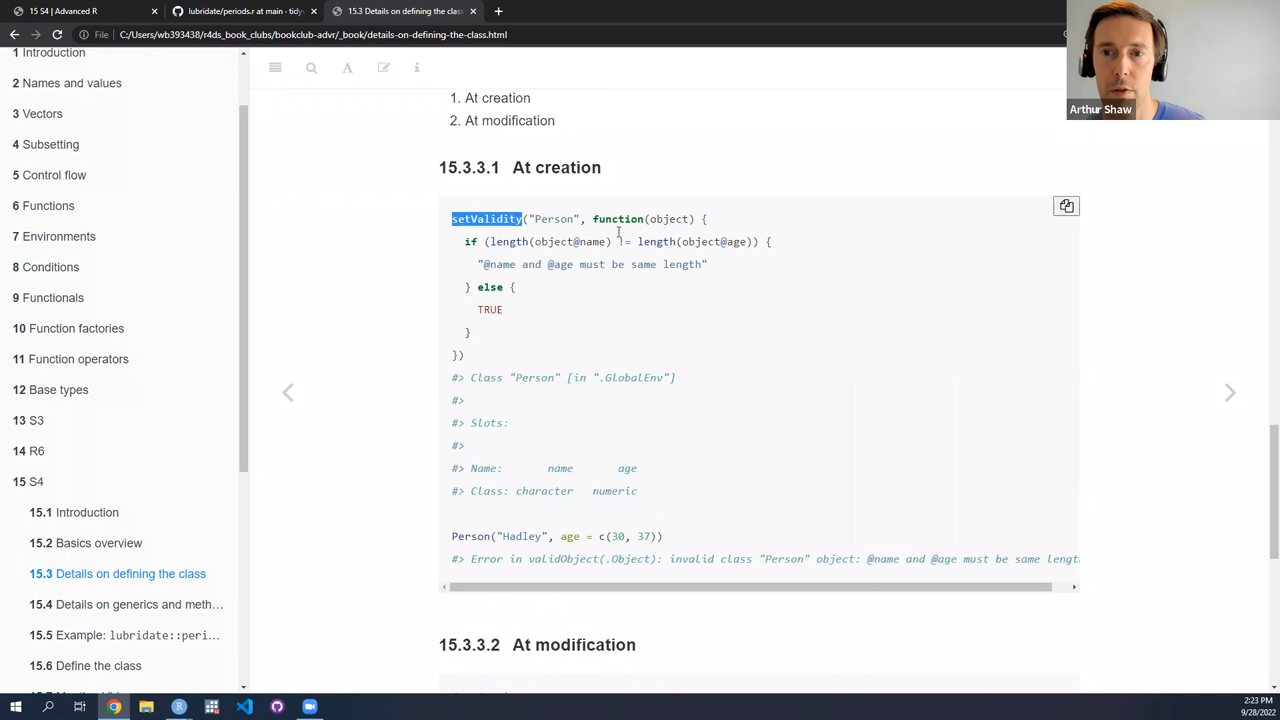 15 S4 | Advanced R
lubridate/periods.r at main · tidy
15.3 Details on defining the class
File
C:/Users/wb393438/r4ds_book_clubs/bookclub-advr/_book/details-on-defining-the-class.html
Arthur Shaw
1 Introduction
2 Names and values
3 Vectors
4 Subsetting
5 Control flow
6 Functions
7 Environments
8 Conditions
9 Functionals
10 Function factories
11 Function operators
12 Base types
13 S3
14 R6
15 S4
15.1 Introduction
15.2 Basics overview
15.3 Details on defining the class
15.4 Details on generics and meth...
15.5 Example: lubridate::peri...
15.6 Define the class
1. At creation
2. At modification
15.3.3.1 At creation
setValidity("Person", function(object) {
if (length(object@name) != length(object@age)) {
"@name and @age must be same length"
} else {
TRUE
}
})
#> Class "Person" [in ".GlobalEnv"]
#>
#> Slots:
#>
#> Name: name age
#> Class: character numeric
Person("Hadley", age = c(30, 37))
#> Error in validObject(.Object): invalid class "Person" object: @name and @age must be same lengt
15.3.3.2 At modification
2:23 PM
9/28/2022